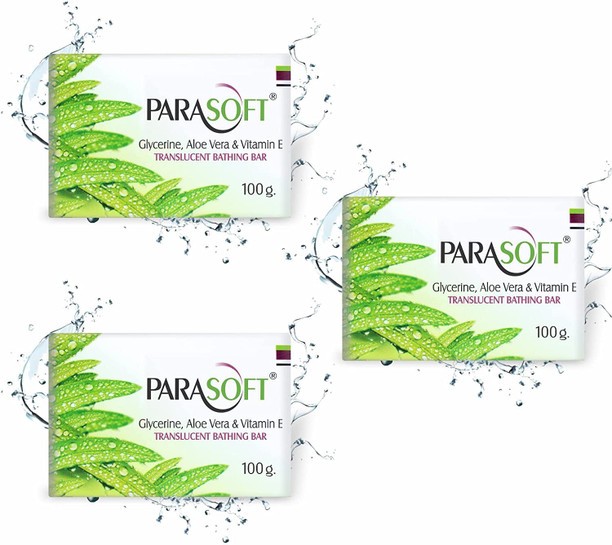 PARASOFT®
Glycerine, Aloe Vera & Vitamin E
TRANSLUCENT BATHING BAR
100 g.
PARASOFT®
Glycerine, Aloe Vera & Vitamin E
TRANSLUCENT BATHING BAR
100 g.
PARASOFT®
Glycerine, Aloe Vera & Vitamin E
TRANSLUCENT BATHING BAR
100 g.